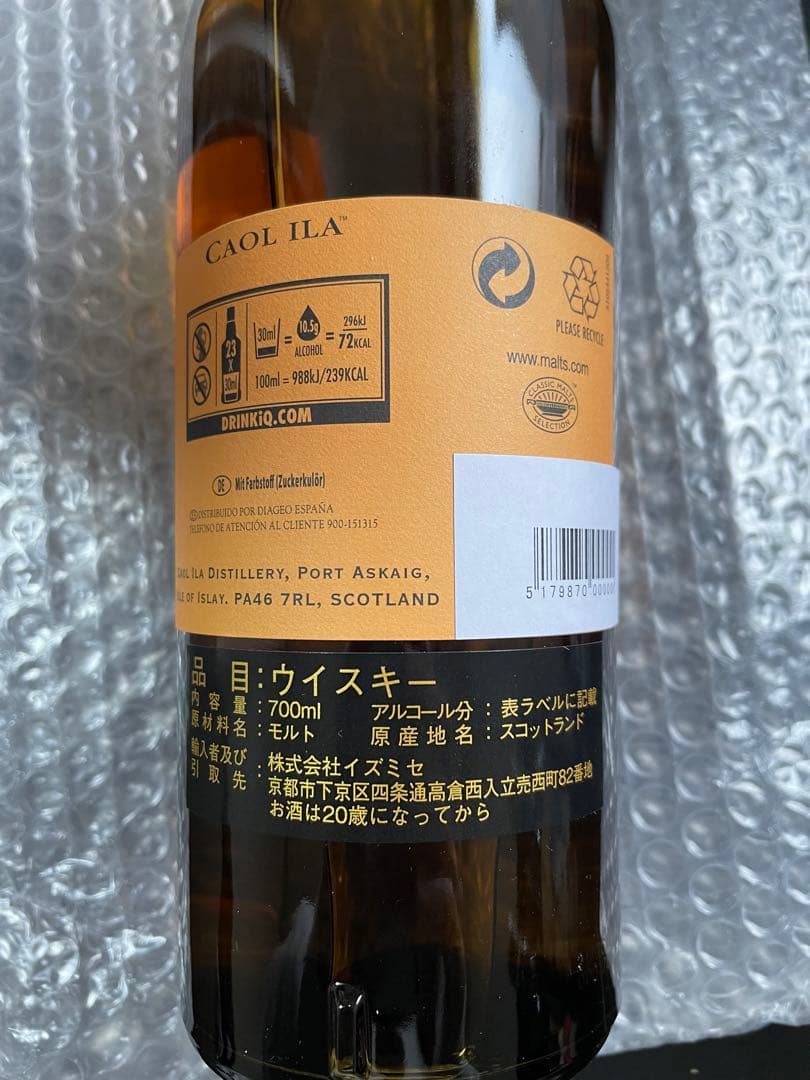 CAOL ILA™
23
X
30ml
30ml
=
10.5g
ALCOHOL
=
296kJ
72KCAL
100ml = 988kJ/239KCAL
DRINKiQ.COM
PLEASE RECYCLE
www.malts.com
CLASSIC MALTS
SELECTION
DE Mit Farbstoff (Zuckerkulör)
DISTRIBUIDO POR DIAGEO ESPAÑA
TELÉFONO DE ATENCIÓN AL CLIENTE 900-151315
CAOL ILA DISTILLERY, PORT ASKAIG,
ISLE OF ISLAY. PA46 7RL, SCOTLAND
5 179870 000000
品目:ウイスキー
内容量:700ml アルコール分:表ラベルに記載
原材料名:モルト 原産地名:スコットランド
輸入者及び引取先:株式会社イズミセ
京都市下京区四条通高倉西入立売西町82番地
お酒は20歳になってから